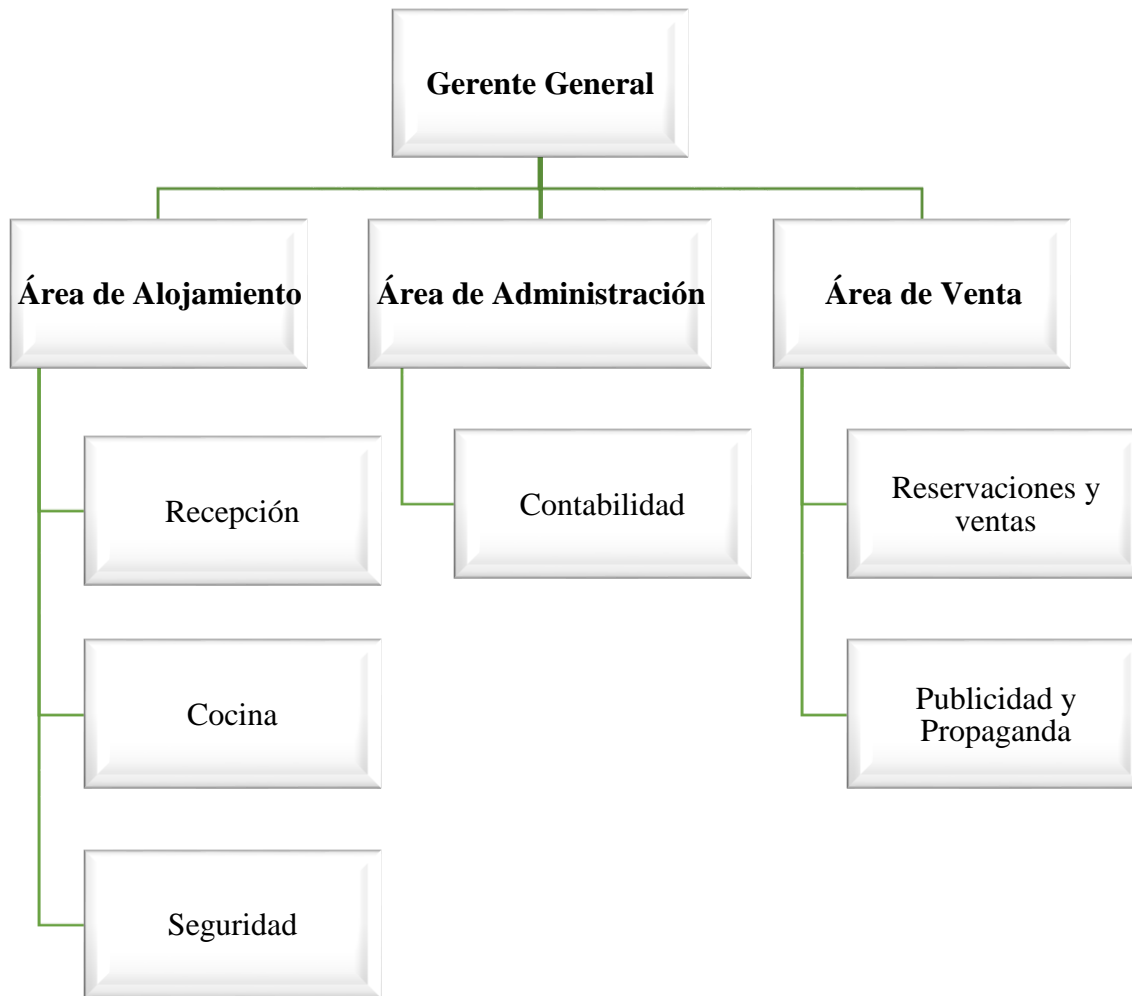 Gerente General
Área de Alojamiento
Área de Administración
Área de Venta
Recepción
Contabilidad
Reservaciones y
ventas
Cocina
Publicidad y
Propaganda
Seguridad